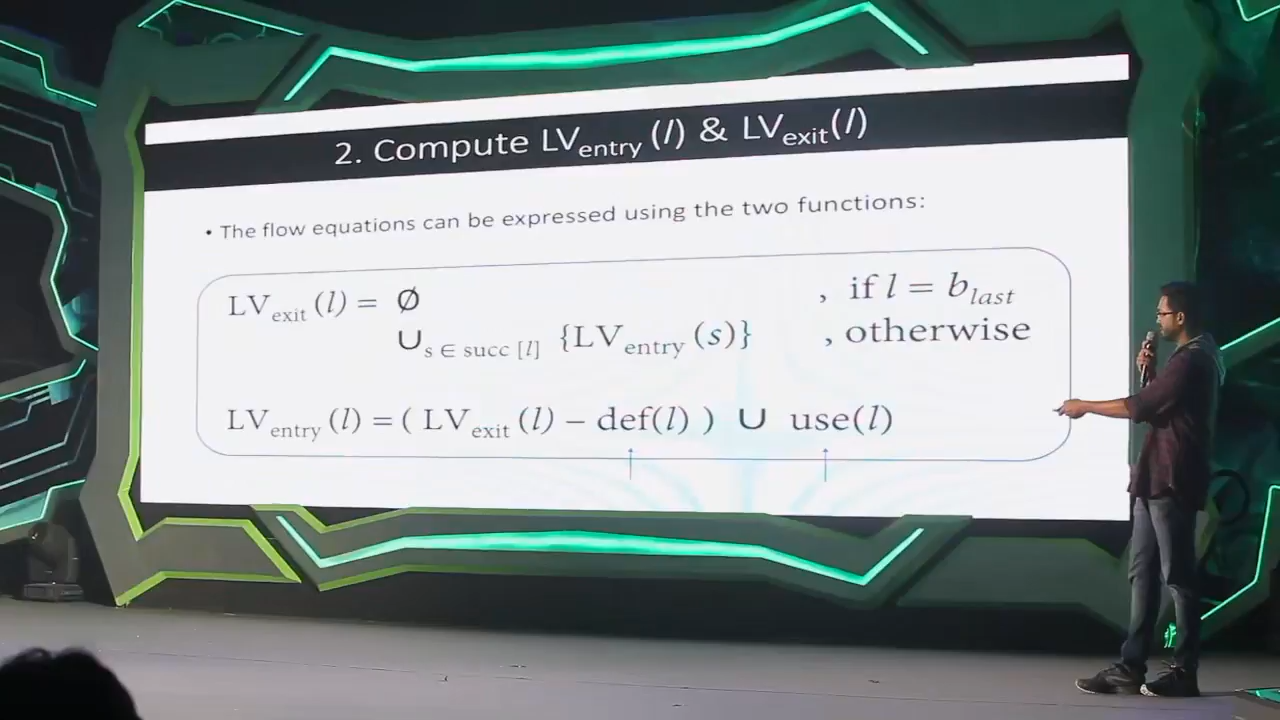 2. Compute LVentry (l) & LVexit(l)
• The flow equations can be expressed using the two functions:
LVexit (l) = Ø , if l = blast
∪s ∈ succ [l] {LVentry (s)} , otherwise
LVentry (l) = ( LVexit (l) – def(l) ) ∪ use(l)